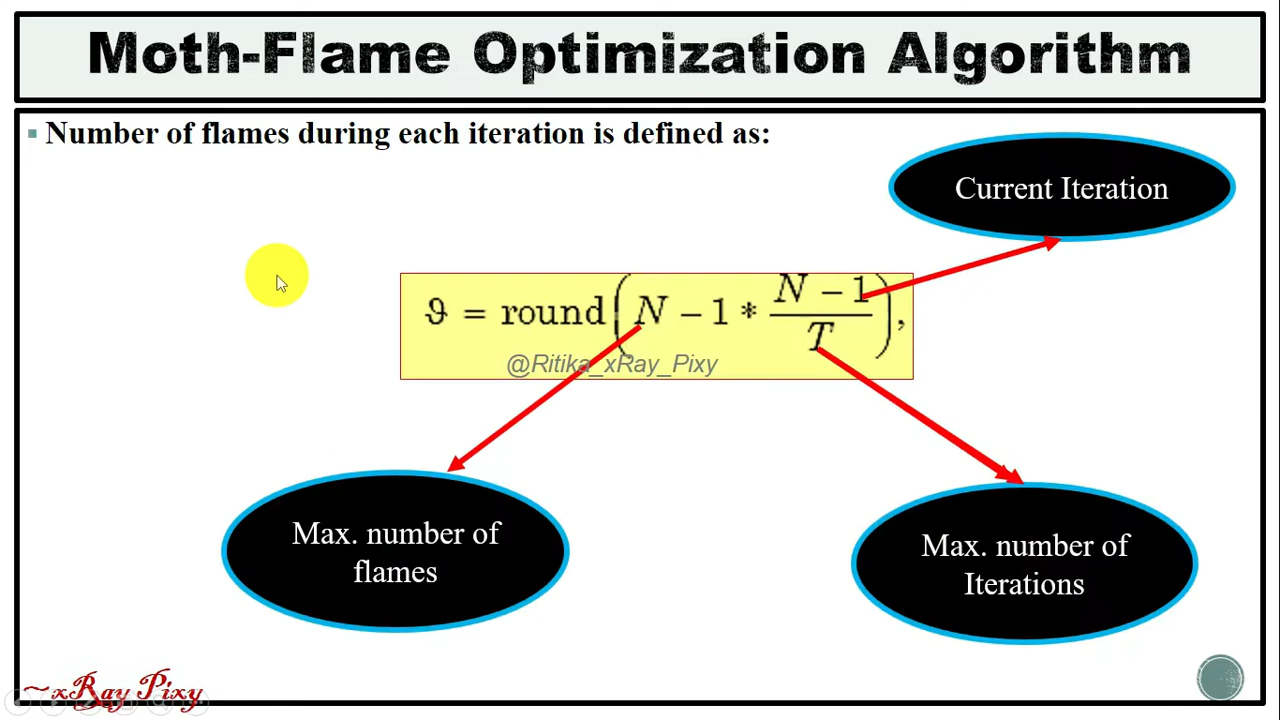 Moth-Flame Optimization Algorithm
Number of flames during each iteration is defined as:
Current Iteration
ϑ = round(N − 1 * (N − 1)/T),
@Ritika_xRay_Pixy
Max. number of
flames
Max. number of
Iterations
~xRay Pixy